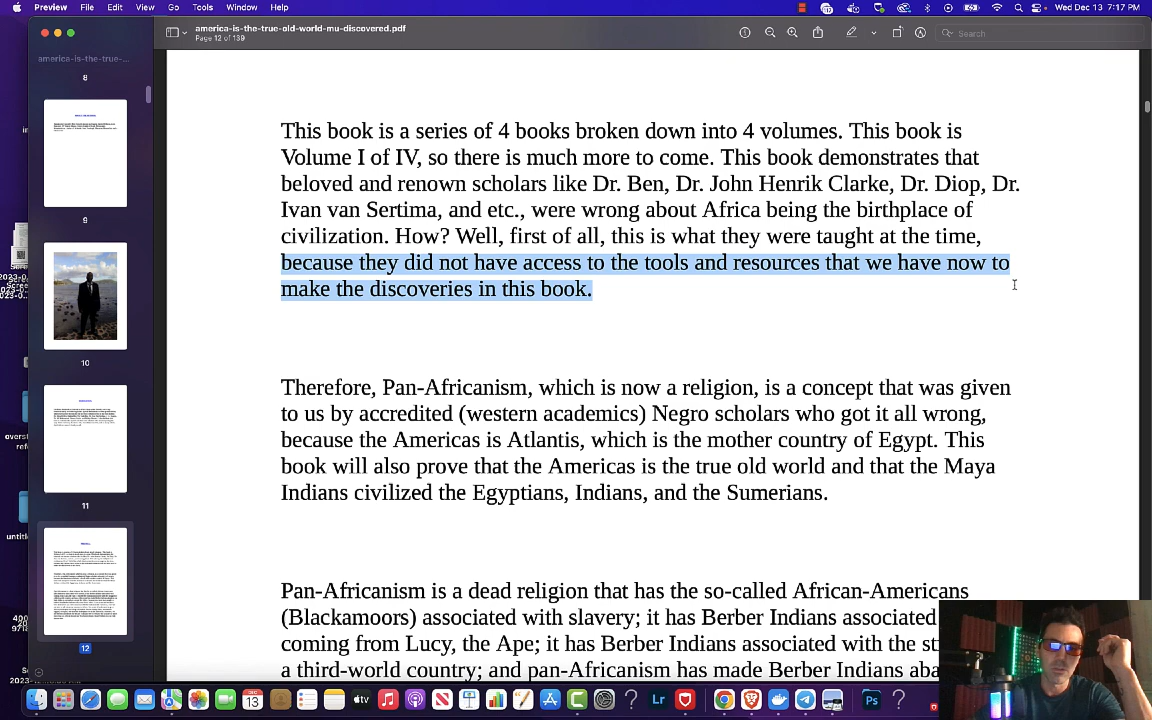 Preview File Edit View Go Tools Window Help
Wed Dec 13 7:17 PM
america-is-the-true-old-world-mu-discovered.pdf
Page 12 of 139
Search
america-is-the-true-...
8
9
10
11
12
This book is a series of 4 books broken down into 4 volumes. This book is
Volume I of IV, so there is much more to come. This book demonstrates that
beloved and renown scholars like Dr. Ben, Dr. John Henrik Clarke, Dr. Diop, Dr.
Ivan van Sertima, and etc., were wrong about Africa being the birthplace of
civilization. How? Well, first of all, this is what they were taught at the time,
because they did not have access to the tools and resources that we have now to
make the discoveries in this book.
Therefore, Pan-Africanism, which is now a religion, is a concept that was given
to us by accredited (western academics) Negro scholars who got it all wrong,
because the Americas is Atlantis, which is the mother country of Egypt. This
book will also prove that the Americas is the true old world and that the Maya
Indians civilized the Egyptians, Indians, and the Sumerians.
Pan-Africanism is a dead religion that has the so-called African-Americans
(Blackamoors) associated with slavery; it has Berber Indians associated
coming from Lucy, the Ape; it has Berber Indians associated with the st
a third-world country; and pan-Africanism has made Berber Indians aba
DEC
13
tv
Lr
Ps